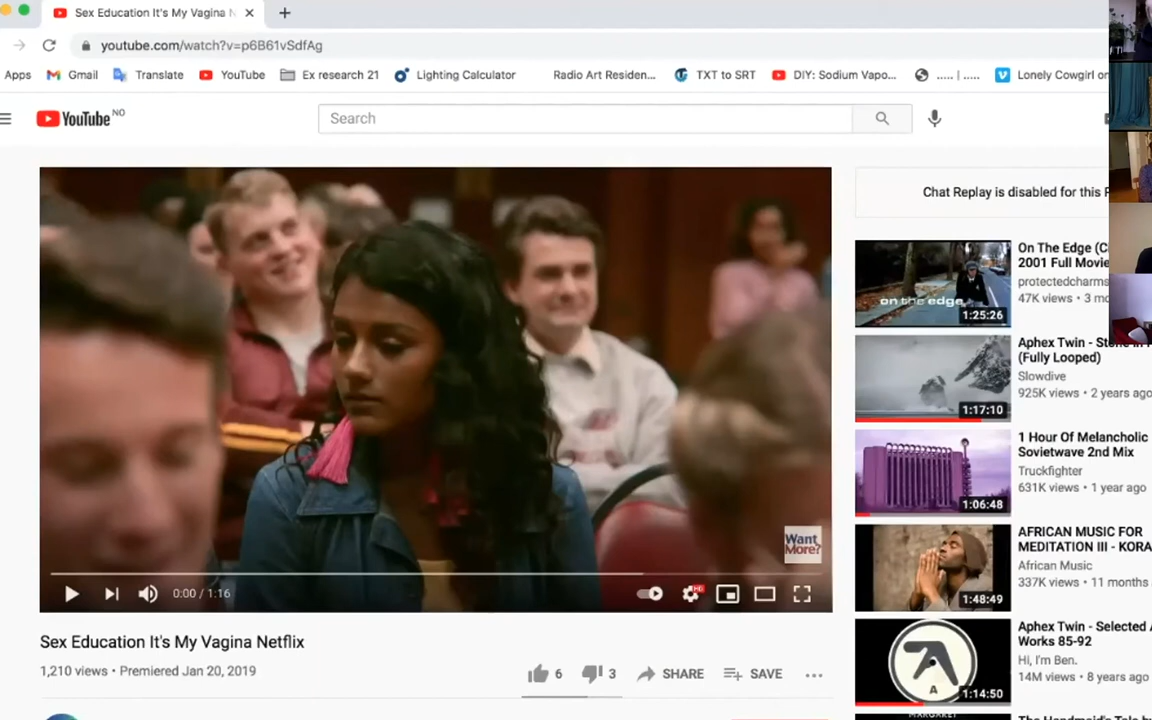 Sex Education It's My Vagina N
youtube.com/watch?v=p6B61vSdfAg
Apps Gmail Translate YouTube Ex research 21 Lighting Calculator Radio Art Residen... TXT to SRT DIY: Sodium Vapo... ..... | ..... Lonely Cowgirl on
YouTube NO
Search
Chat Replay is disabled for this
On The Edge (C
2001 Full Movie
protectedcharms
47K views • 3 mo
on the edge
1:25:26
Aphex Twin -
(Fully Looped)
Slowdive
925K views • 2 years ago
1:17:10
1 Hour Of Melancholic
Sovietwave 2nd Mix
Truckfighter
631K views • 1 year ago
1:06:48
AFRICAN MUSIC FOR
MEDITATION III - KORA
African Music
337K views • 11 months
1:48:49
Aphex Twin - Selected A
Works 85-92
Hi, I'm Ben.
14M views • 8 years ago
1:14:50
Want
More?
0:00 / 1:16
HD
Sex Education It's My Vagina Netflix
1,210 views • Premiered Jan 20, 2019
6 3 SHARE SAVE